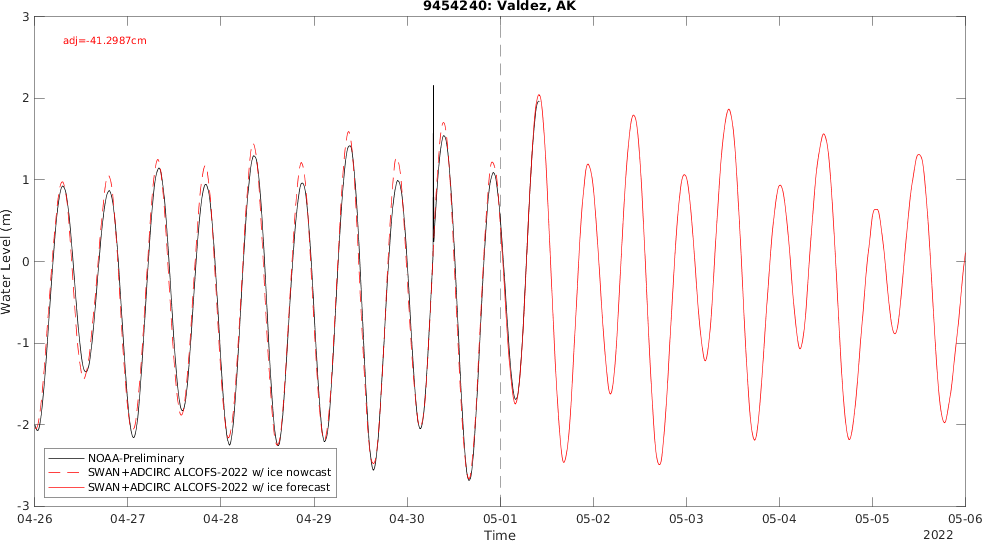 9454240: Valdez, AK
adj=-41.2987cm
Water Level (m)
3
2
1
0
-1
-2
-3
NOAA-Preliminary
SWAN+ADCIRC ALCOFS-2022 w/ ice nowcast
SWAN+ADCIRC ALCOFS-2022 w/ ice forecast
04-26 04-27 04-28 04-29 04-30 05-01 05-02 05-03 05-04 05-05 05-06
Time
2022